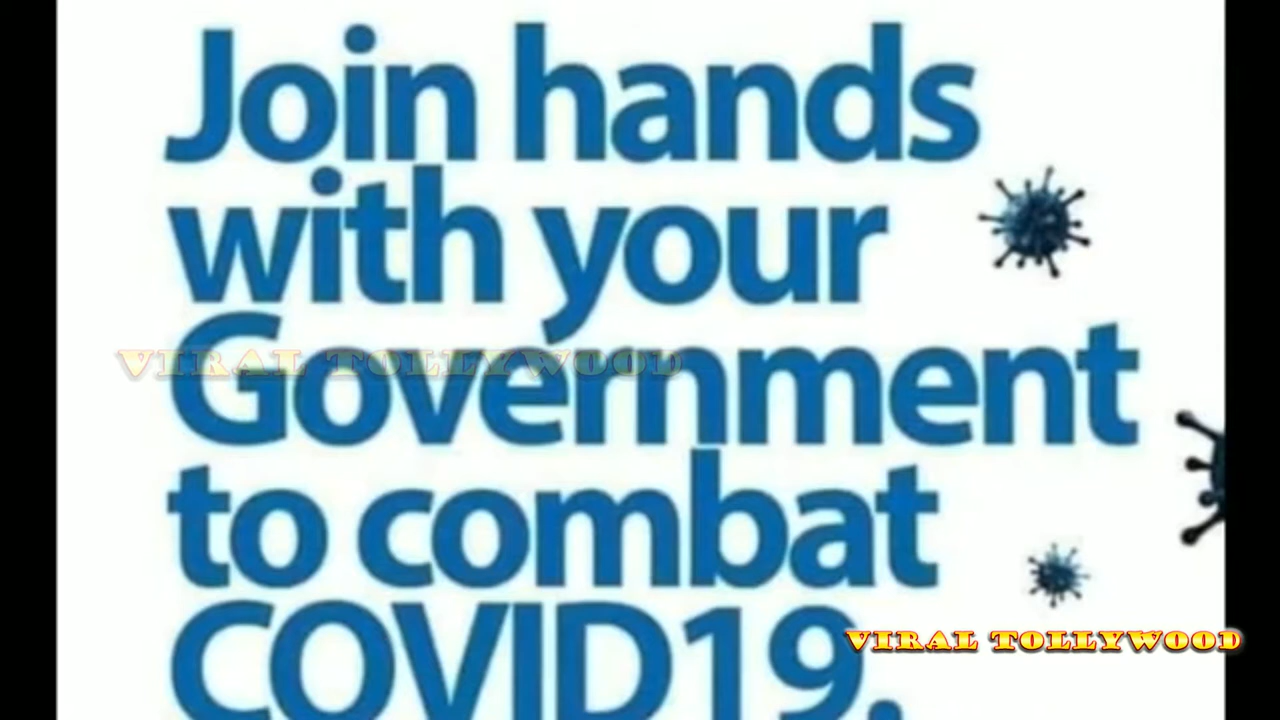 Join hands
with your
Government
VIRAL TOLLYWOOD
to combat
COVID19.
VIRAL TOLLYWOOD